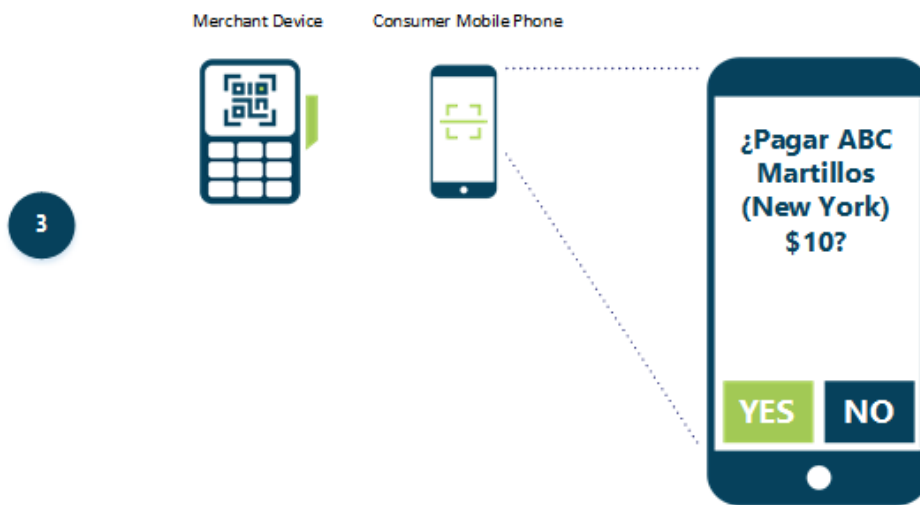 Merchant Device
Consumer Mobile Phone
3
¿Pagar ABC
Martillos
(New York)
$10?
YES
NO